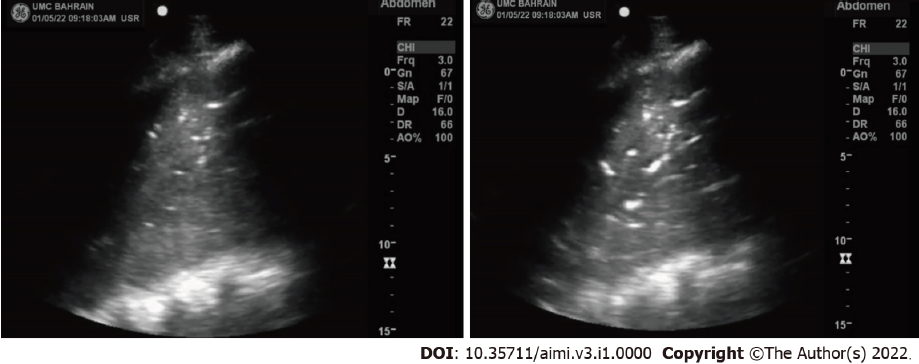 UMC BAHRAIN
01/05/22 09:18:03AM USR
Abdomen
FR 22
CHI
Frq 3.0
Gn 67
S/A 1/1
Map F/0
D 16.0
DR 66
AO% 100
0
5
10
15
UMC BAHRAIN
01/05/22 09:18:03AM USR
Abdomen
FR 22
CHI
Frq 3.0
Gn 67
S/A 1/1
Map F/0
D 16.0
DR 66
AO% 100
0
5
10
15
DOI: 10.35711/aimi.v3.i1.0000 Copyright ©The Author(s) 2022.